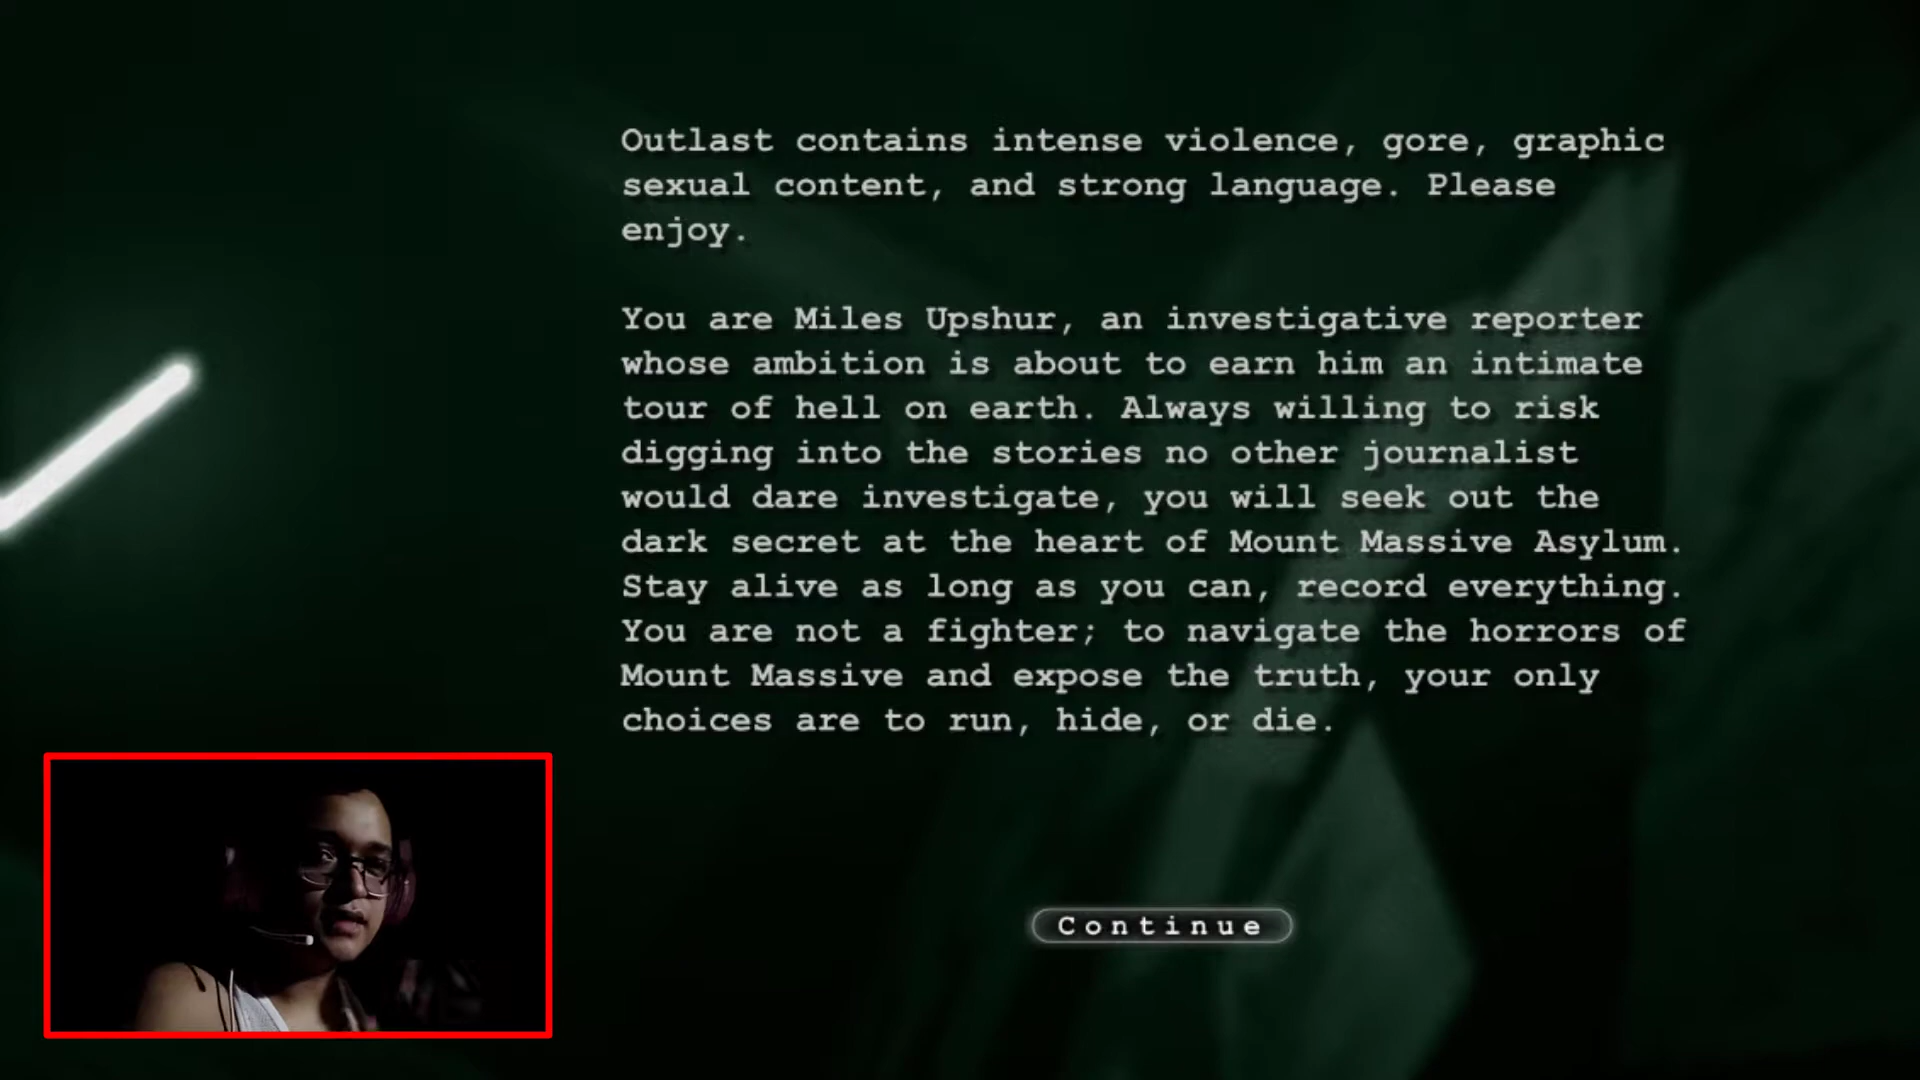 Outlast contains intense violence, gore, graphic
sexual content, and strong language. Please
enjoy.
You are Miles Upshur, an investigative reporter
whose ambition is about to earn him an intimate
tour of hell on earth. Always willing to risk
digging into the stories no other journalist
would dare investigate, you will seek out the
dark secret at the heart of Mount Massive Asylum.
Stay alive as long as you can, record everything.
You are not a fighter; to navigate the horrors of
Mount Massive and expose the truth, your only
choices are to run, hide, or die.
Continue